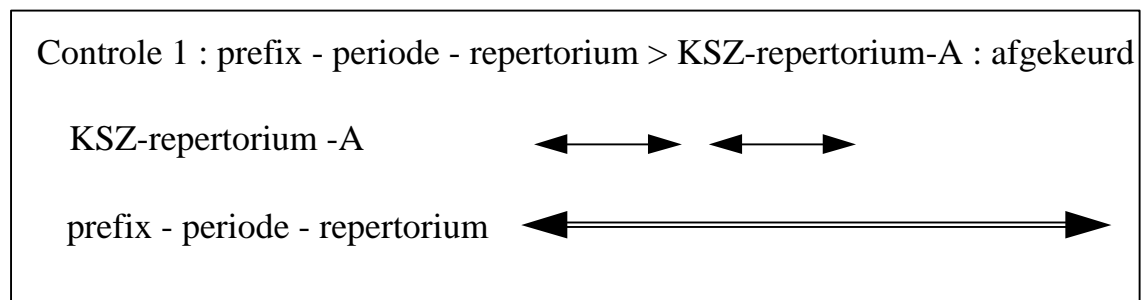 Controle 1 : prefix - periode - repertorium > KSZ-repertorium-A : afgekeurd
KSZ-repertorium -A
prefix - periode - repertorium